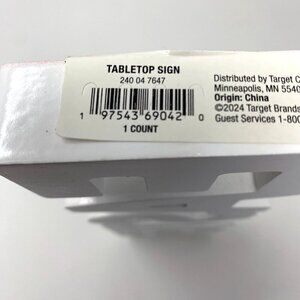 TABLETOP SIGN
240 04 7647
1 97543 69042 0
1 COUNT
Distributed by Target C
Minneapolis, MN 5540
Origin: China
©2024 Target Brands
Guest Services 1-800